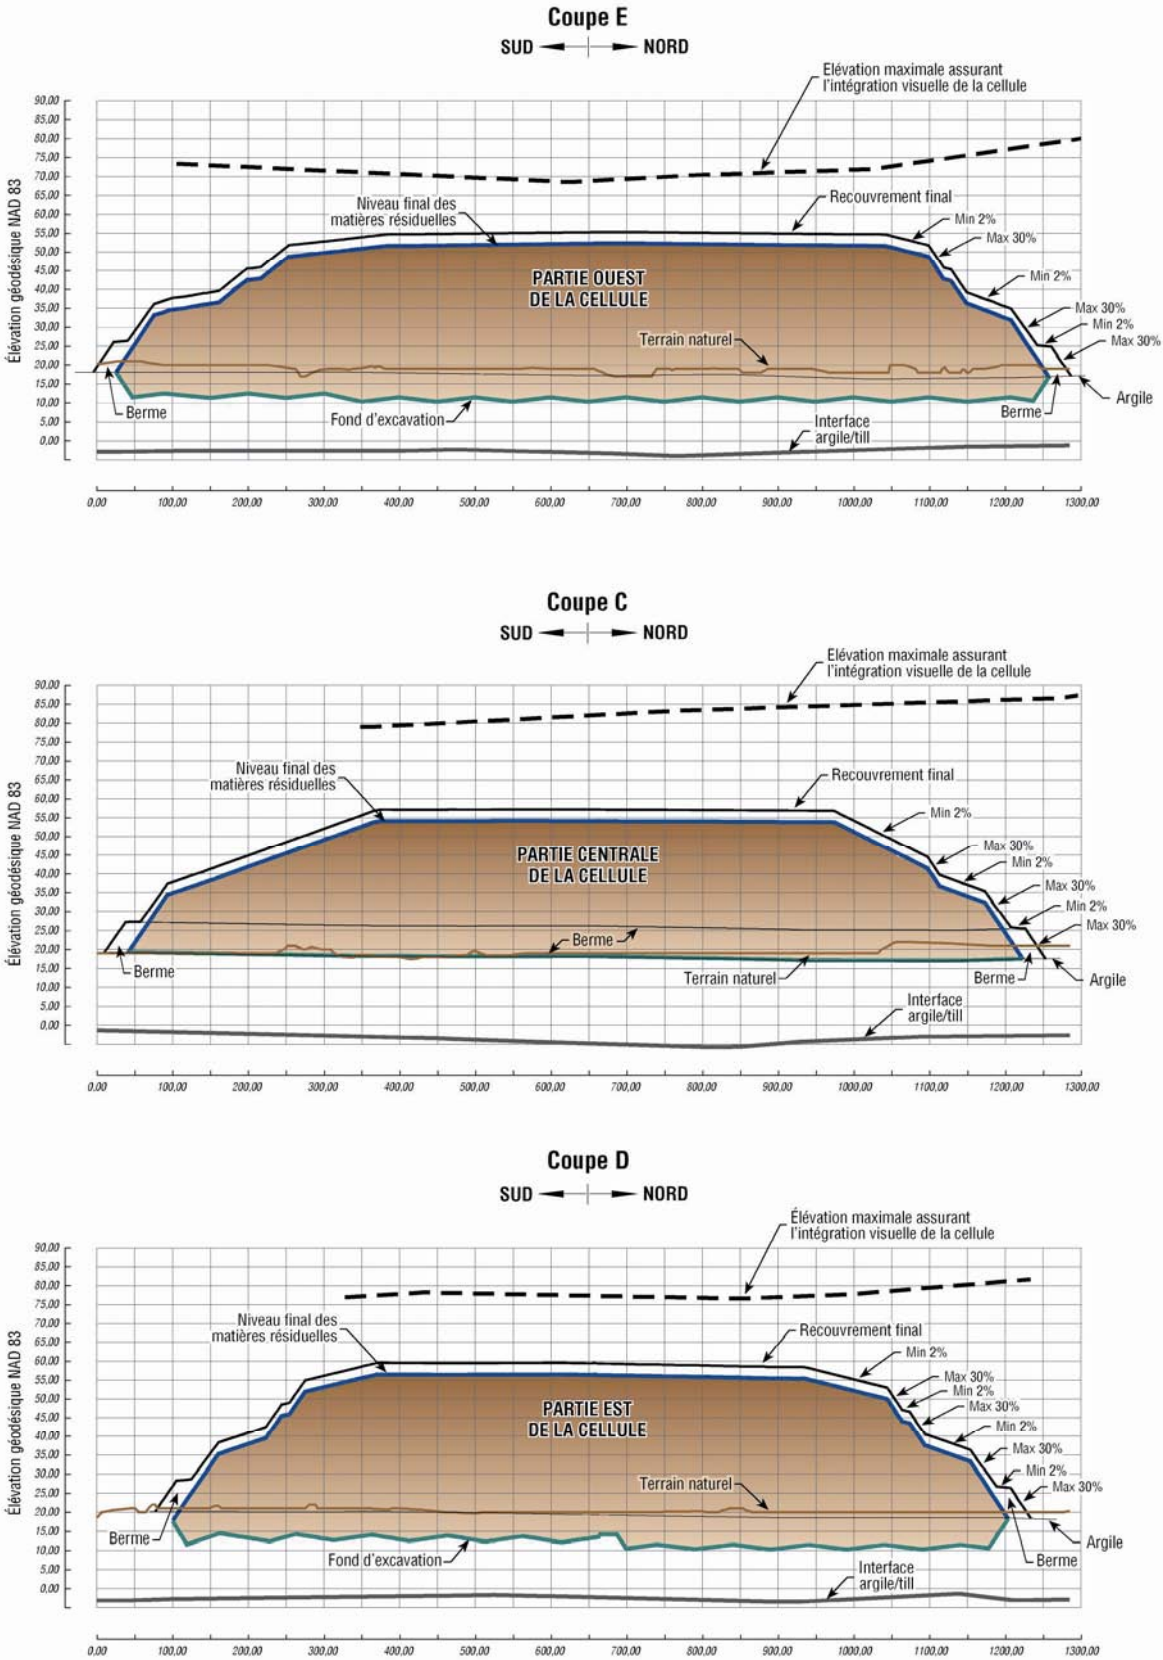 Coupe E
SUD NORD
Elévation maximale assurant
l'intégration visuelle de la cellule
Élévation géodésique NAD 83
90,00
85,00
80,00
75,00
70,00
65,00
60,00
55,00
50,00
45,00
40,00
35,00
30,00
25,00
20,00
15,00
10,00
5,00
0,00
Niveau final des
matières résiduelles
Recouvrement final
Min 2%
Max 30%
PARTIE OUEST
DE LA CELLULE
Min 2%
Max 30%
Min 2%
Max 30%
Terrain naturel
Berme
Fond d'excavation
Interface
argile/till
Berme
Argile
0,00 100,00 200,00 300,00 400,00 500,00 600,00 700,00 800,00 900,00 1000,00 1100,00 1200,00 1300,00
Coupe C
SUD NORD
Elévation maximale assurant
l'intégration visuelle de la cellule
Élévation géodésique NAD 83
90,00
85,00
80,00
75,00
70,00
65,00
60,00
55,00
50,00
45,00
40,00
35,00
30,00
25,00
20,00
15,00
10,00
5,00
0,00
Niveau final des
matières résiduelles
Recouvrement final
Min 2%
PARTIE CENTRALE
DE LA CELLULE
Max 30%
Min 2%
Max 30%
Min 2%
Max 30%
Berme
Berme
Terrain naturel
Berme
Argile
Interface
argile/till
0,00 100,00 200,00 300,00 400,00 500,00 600,00 700,00 800,00 900,00 1000,00 1100,00 1200,00 1300,00
Coupe D
SUD NORD
Élévation maximale assurant
l'intégration visuelle de la cellule
Élévation géodésique NAD 83
90,00
85,00
80,00
75,00
70,00
65,00
60,00
55,00
50,00
45,00
40,00
35,00
30,00
25,00
20,00
15,00
10,00
5,00
0,00
Niveau final des
matières résiduelles
Recouvrement final
Min 2%
Max 30%
Min 2%
Max 30%
PARTIE EST
DE LA CELLULE
Min 2%
Max 30%
Min 2%
Max 30%
Terrain naturel
Berme
Fond d'excavation
Interface
argile/till
Berme
Argile
0,00 100,00 200,00 300,00 400,00 500,00 600,00 700,00 800,00 900,00 1000,00 1100,00 1200,00 1300,00